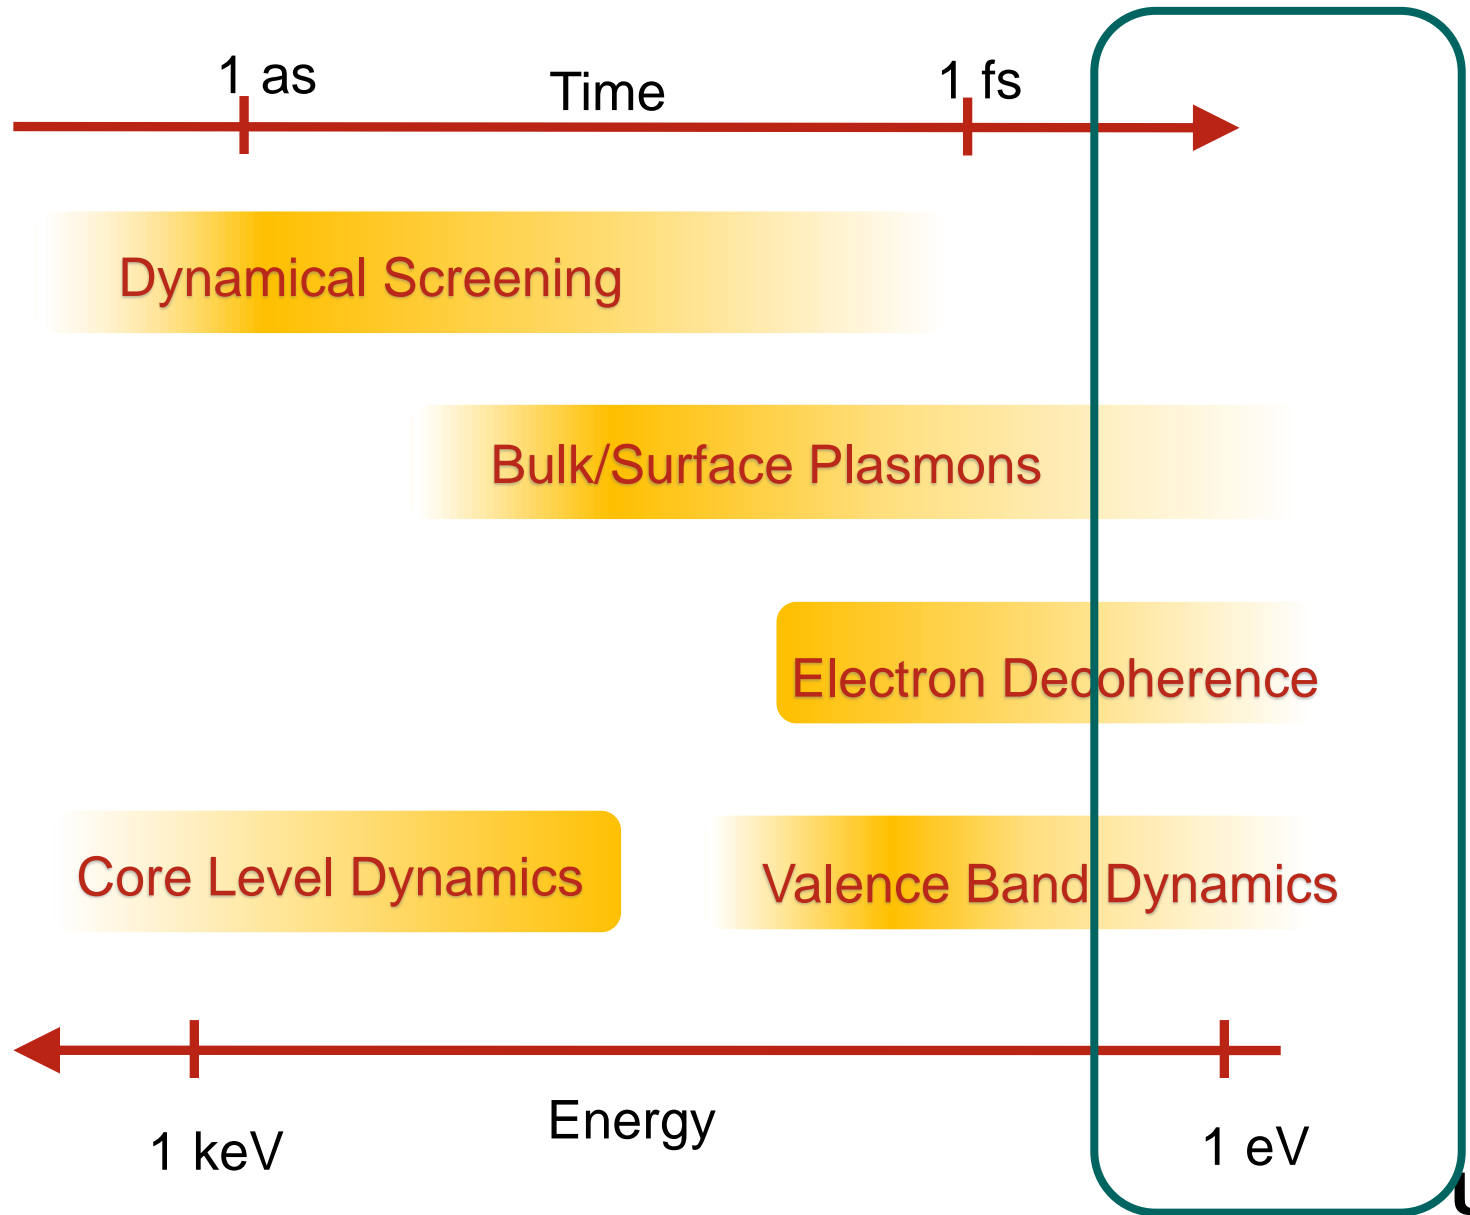 1 as
Time
1 fs
Dynamical Screening
Bulk/Surface Plasmons
Electron Decoherence
Core Level Dynamics
Valence Band Dynamics
Energy
1 keV
1 eV